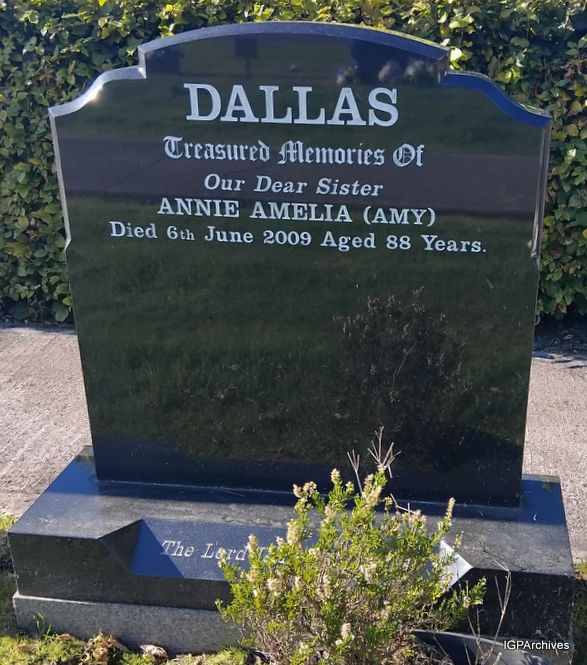 DALLAS
Treasured Memories Of
Our Dear Sister
ANNIE AMELIA (AMY)
Died 6th June 2009 Aged 88 Years.
The Lord
IGPArchives